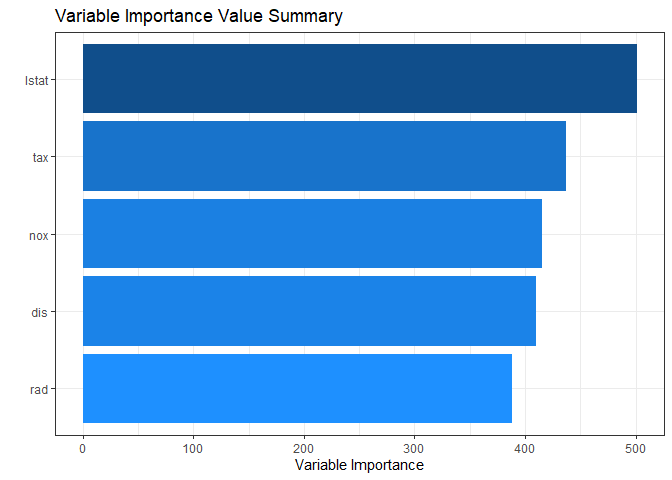 Variable Importance Value Summary
lstat
tax
nox
dis
rad
0 100 200 300 400 500
Variable Importance